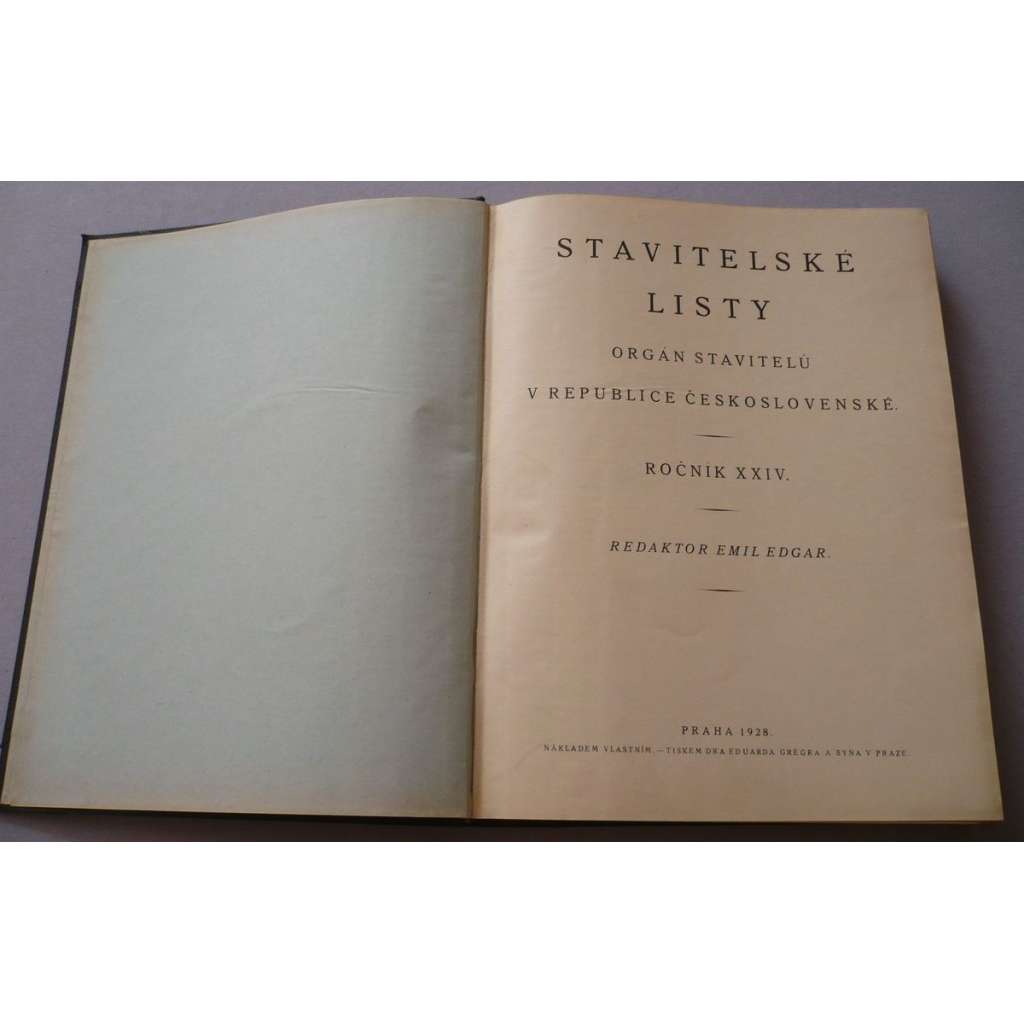 STAVITELSKÉ
LISTY
ORGÁN STAVITELŮ
V REPUBLICE ČESKOSLOVENSKÉ.
ROČNÍK XXIV.
REDAKTOR EMIL EDGAR.
PRAHA 1928.
NÁKLADEM VLASTNÍM. — TISKEM DRA EDUARDA GRÉGRA A SYNA V PRAZE.